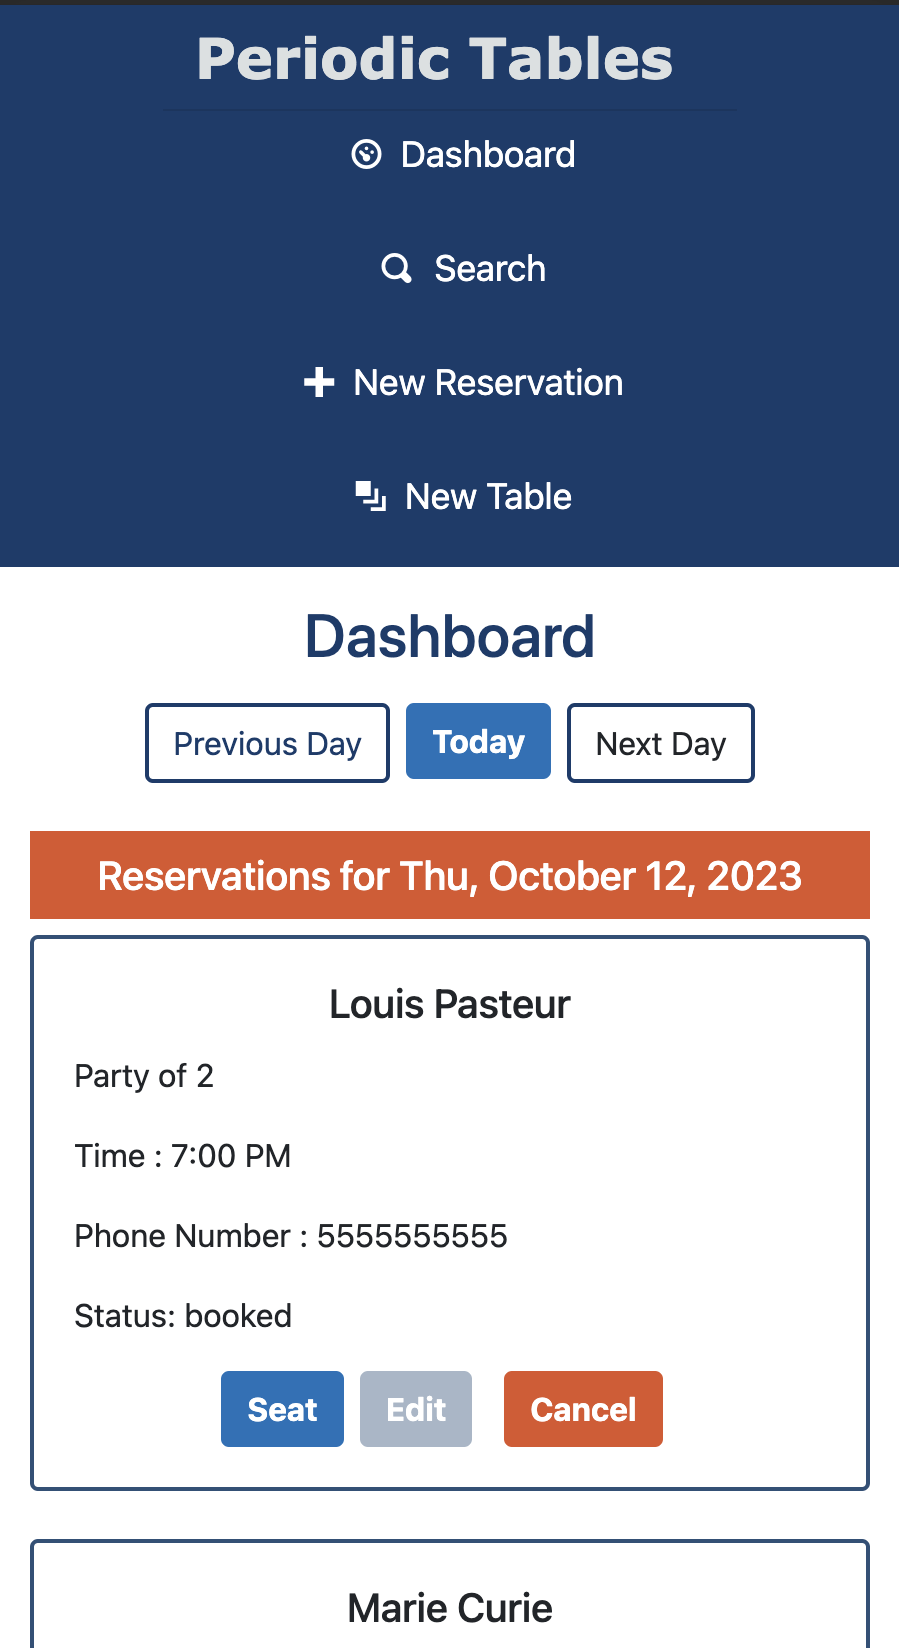 Periodic Tables
Dashboard
Search
New Reservation
New Table
Dashboard
Previous Day Today Next Day
Reservations for Thu, October 12, 2023
Louis Pasteur
Party of 2
Time : 7:00 PM
Phone Number : 5555555555
Status: booked
Seat Edit Cancel
Marie Curie